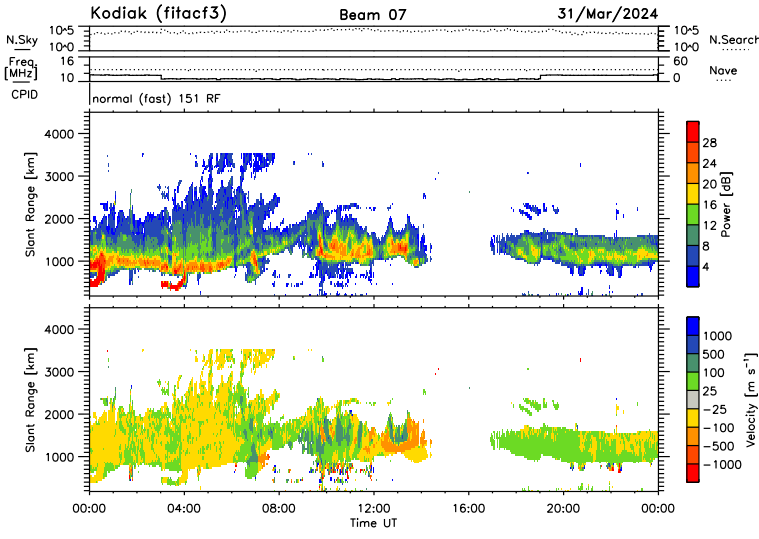 Kodiak (fitacf3) Beam 07 31/Mar/2024
N.Sky 10^5 10^0 10^5 10^0 N.Search
Freq. [MHz] 16 10 60 0 Nave
CPID normal (fast) 151 RF
Slant Range [km] 4000 3000 2000 1000
Power [dB] 28 24 20 16 12 8 4
Slant Range [km] 4000 3000 2000 1000
Velocity [m s⁻¹] 1000 500 100 25 −25 −100 −500 −1000
00:00 04:00 08:00 12:00 16:00 20:00 00:00
Time UT